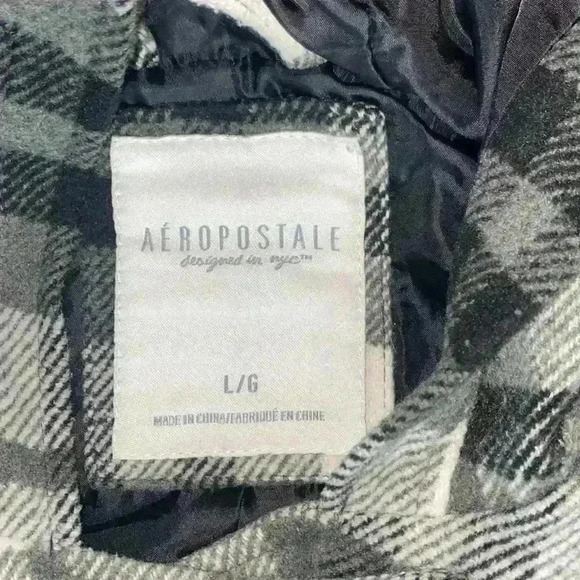 AÉROPOSTALE
designed in nyc™
L/G
MADE IN CHINA/FABRIQUÉ EN CHINE